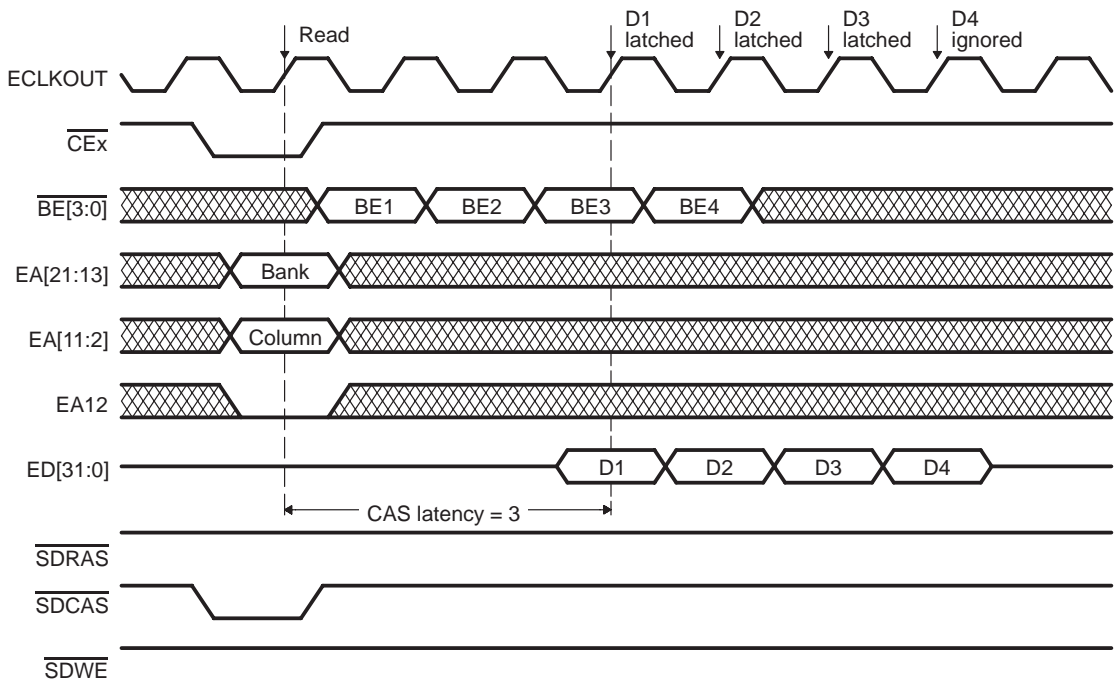 Read
D1
latched
D2
latched
D3
latched
D4
ignored
ECLKOUT
CEx
BE[3:0]
BE1 BE2 BE3 BE4
EA[21:13]
Bank
EA[11:2]
Column
EA12
ED[31:0]
D1 D2 D3 D4
CAS latency = 3
SDRAS
SDCAS
SDWE